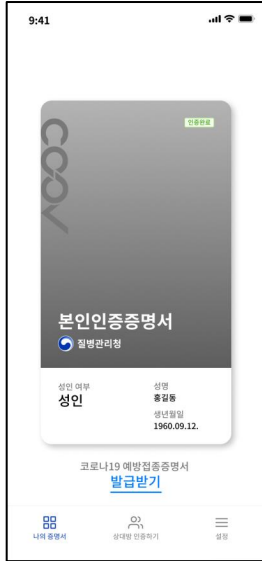 9:41
COOV
인증완료
본인인증증명서
질병관리청
성인 여부
성인
성명
홍길동
생년월일
1960.09.12.
코로나19 예방접종증명서
발급받기
나의 증명서
상대방 인증하기
설정